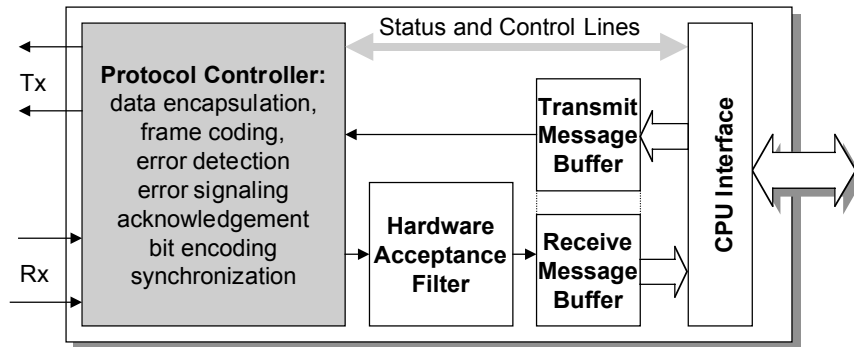 Status and Control Lines
Tx
Rx
Protocol Controller:
data encapsulation,
frame coding,
error detection
error signaling
acknowledgement
bit encoding
synchronization
Transmit
Message
Buffer
Hardware
Acceptance
Filter
Receive
Message
Buffer
CPU Interface